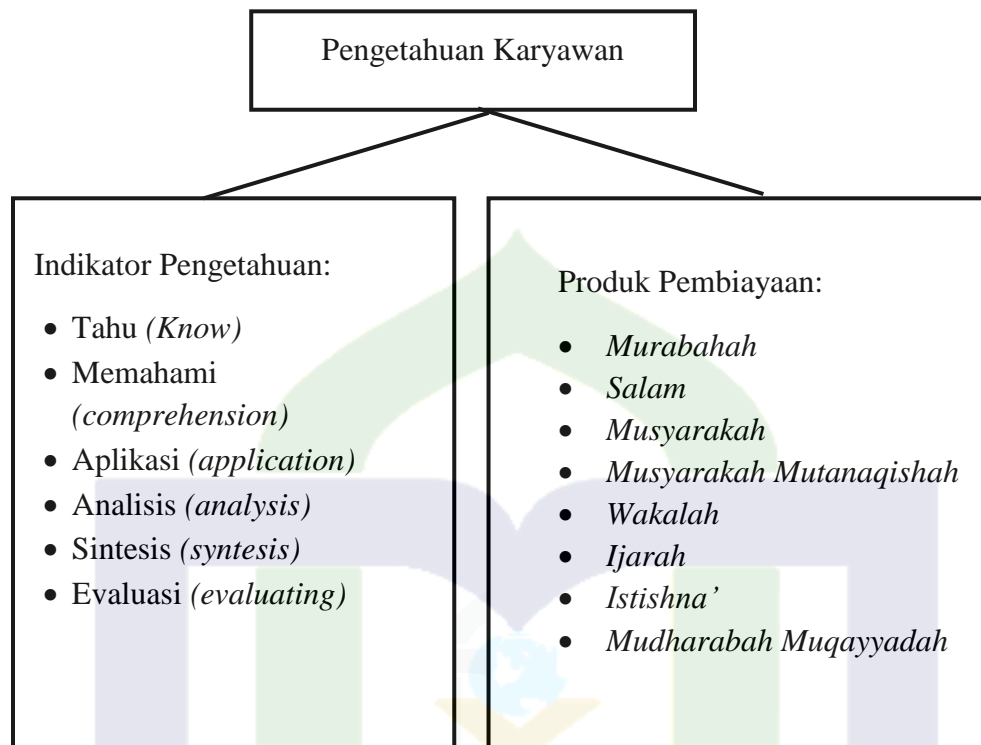 Pengetahuan Karyawan
Indikator Pengetahuan:
• Tahu (Know)
• Memahami
(comprehension)
• Aplikasi (application)
• Analisis (analysis)
• Sintesis (syntesis)
• Evaluasi (evaluating)
Produk Pembiayaan:
• Murabahah
• Salam
• Musyarakah
• Musyarakah Mutanaqishah
• Wakalah
• Ijarah
• Istishna’
• Mudharabah Muqayyadah